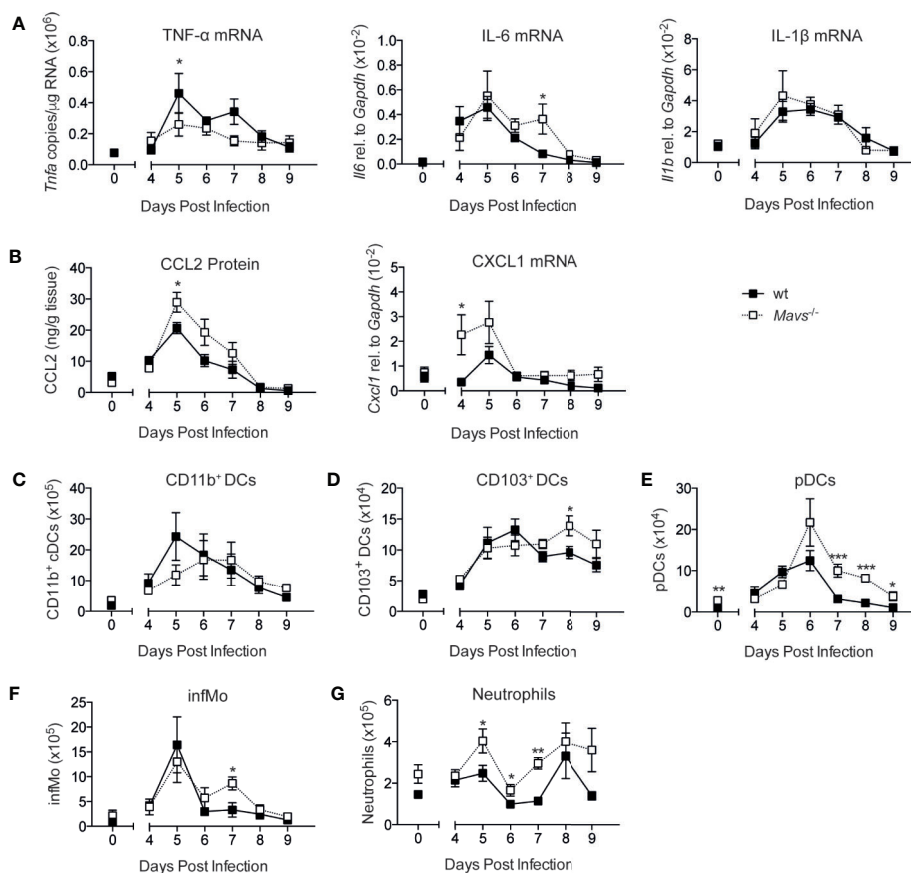 A
TNF-α mRNA
Tnfa copies/µg RNA (x10⁶)
0.8
0.6
0.4
0.2
0.0
*
0 4 5 6 7 8 9
Days Post Infection
IL-6 mRNA
Il6 rel. to Gapdh (x10⁻²)
1.0
0.8
0.6
0.4
0.2
0.0
*
0 4 5 6 7 8 9
Days Post Infection
IL-1β mRNA
Il1b rel. to Gapdh (x10⁻²)
8
6
4
2
0
0 4 5 6 7 8 9
Days Post Infection
B
CCL2 Protein
CCL2 (ng/g tissue)
40
30
20
10
0
*
0 4 5 6 7 8 9
Days Post Infection
CXCL1 mRNA
Cxcl1 rel. to Gapdh (10⁻²)
5
4
3
2
1
0
*
0 4 5 6 7 8 9
Days Post Infection
wt
Mavs⁻/⁻
C
CD11b⁺ DCs
CD11b⁺ cDCs (x10⁵)
40
30
20
10
0
0 4 5 6 7 8 9
Days Post Infection
D
CD103⁺ DCs
CD103⁺ DCs (x10⁴)
20
15
10
5
0
*
0 4 5 6 7 8 9
Days Post Infection
E
pDCs
pDCs (x10⁴)
30
20
10
0
**
***
***
*
0 4 5 6 7 8 9
Days Post Infection
F
infMo
infMo (x10⁵)
25
20
15
10
5
0
*
0 4 5 6 7 8 9
Days Post Infection
G
Neutrophils
Neutrophils (x10⁵)
6
4
2
0
*
*
**
0 4 5 6 7 8 9
Days Post Infection